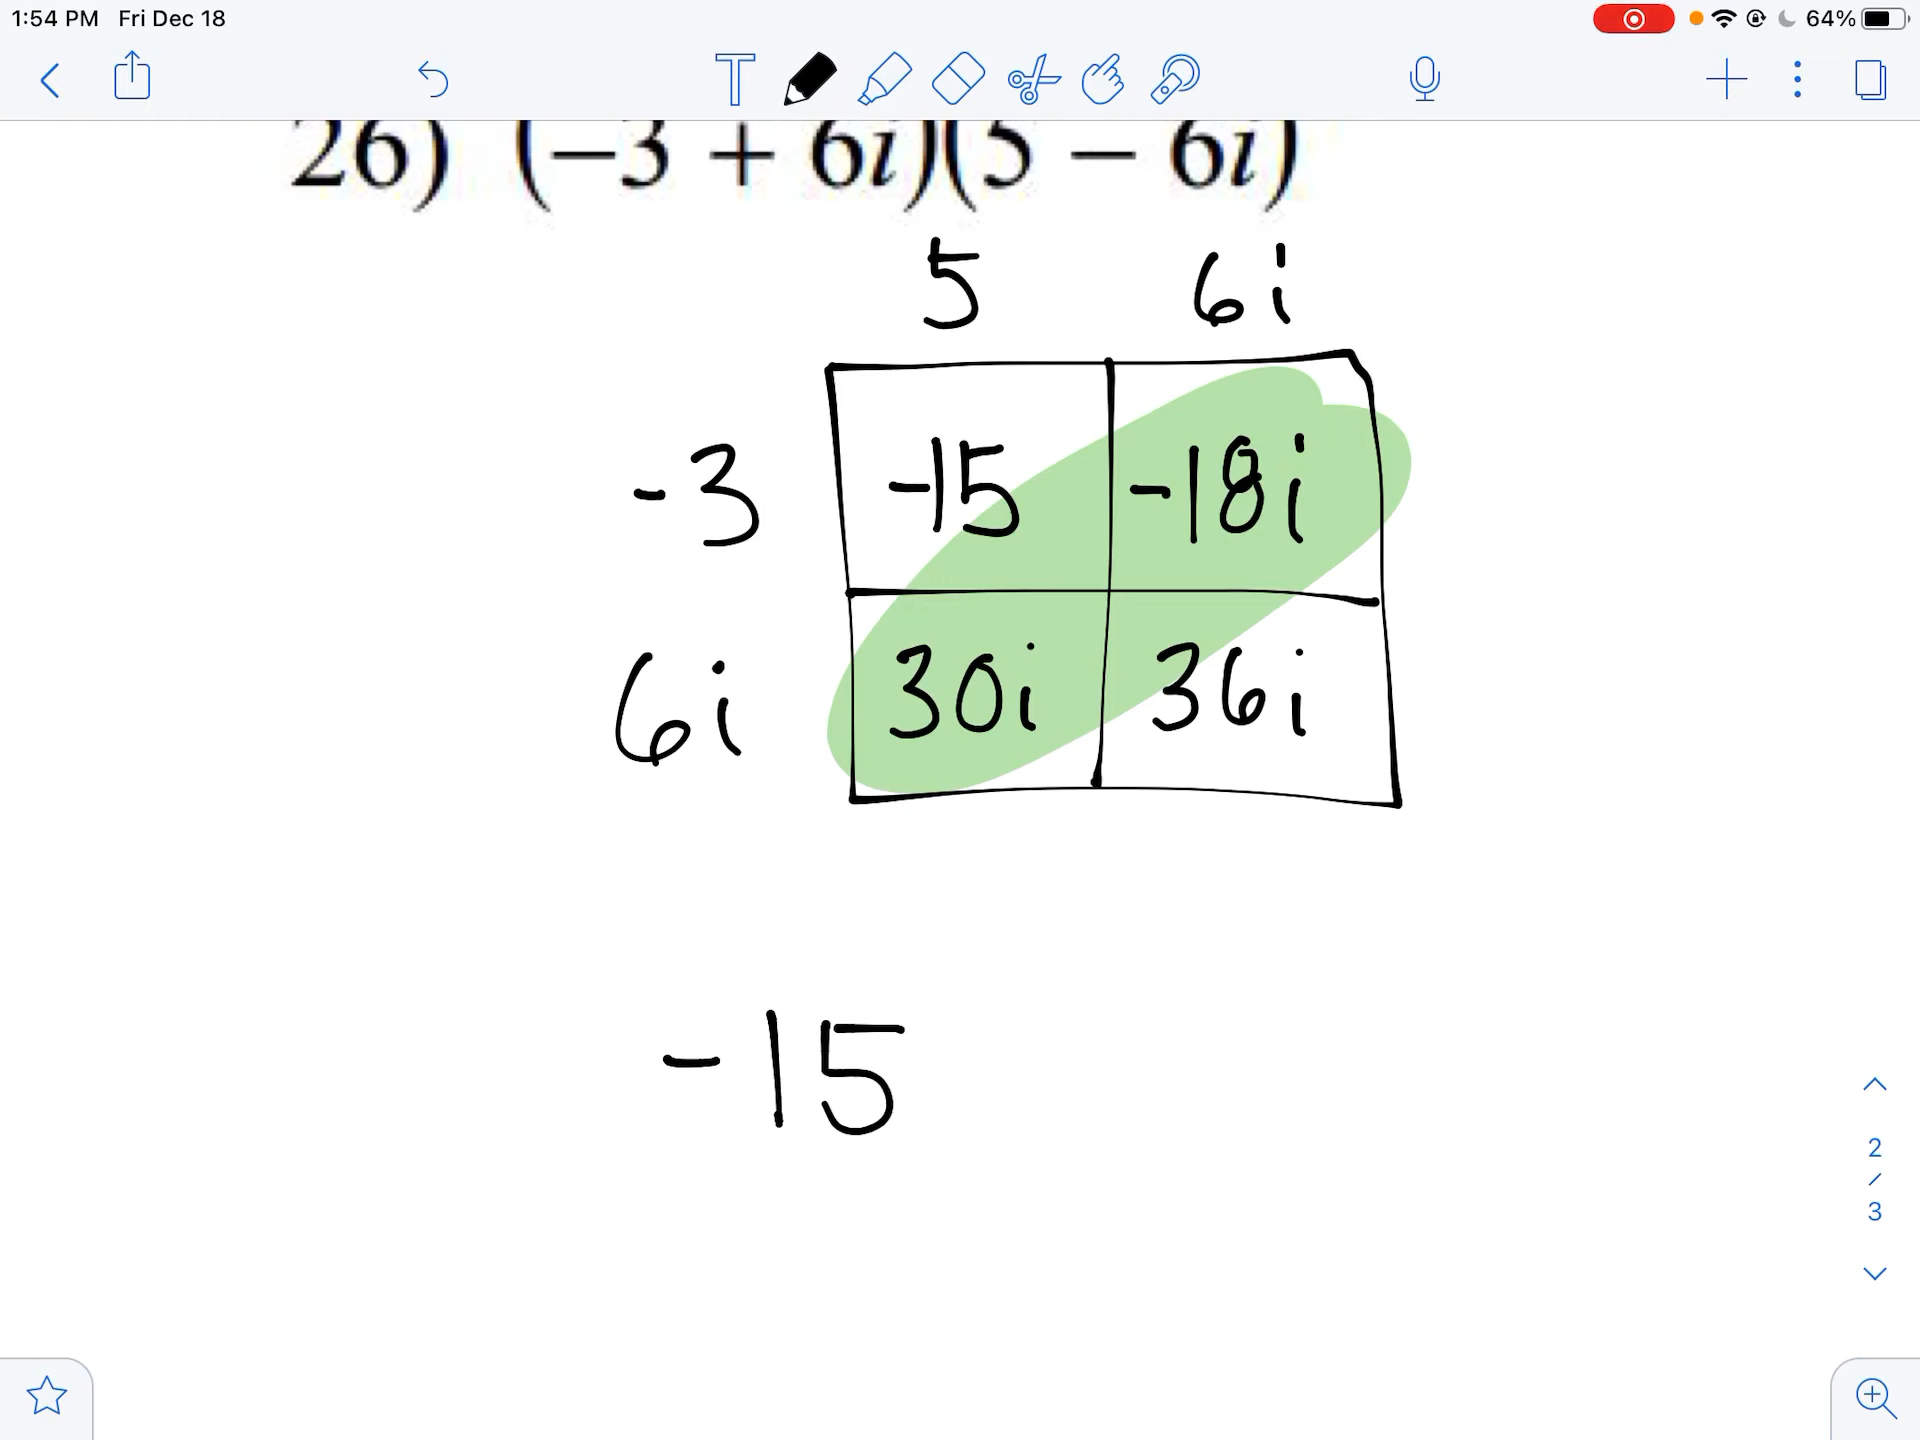 1:54 PM Fri Dec 18 64%
T
26) (−3 + 6i)(5 − 6i)
5 6i
-3 -15 -18i
6i 30i 36i
-15
2
/
3